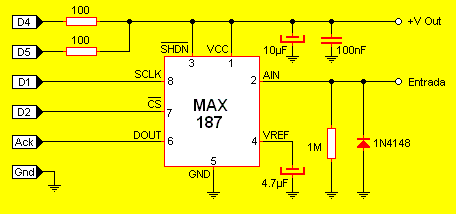 D4
100
+V Out
D5
100
SHDN
VCC
10µF
100nF
3
1
D1
SCLK
8
2
AIN
Entrada
MAX
187
D2
CS
7
Ack
DOUT
6
4
VREF
1M
1N4148
5
GND
4.7µF
Gnd